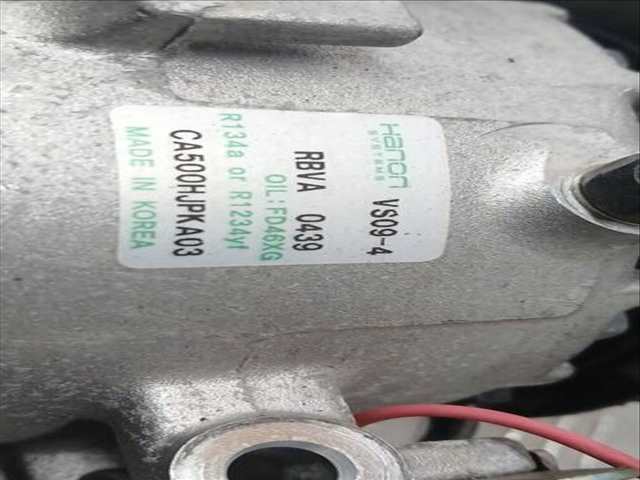 Hanon VS09-4
SYSTEMS
RBVA 0439
OIL:FD46XG
R134a or R1234yf
CA500HJPKA03
MADE IN KOREA